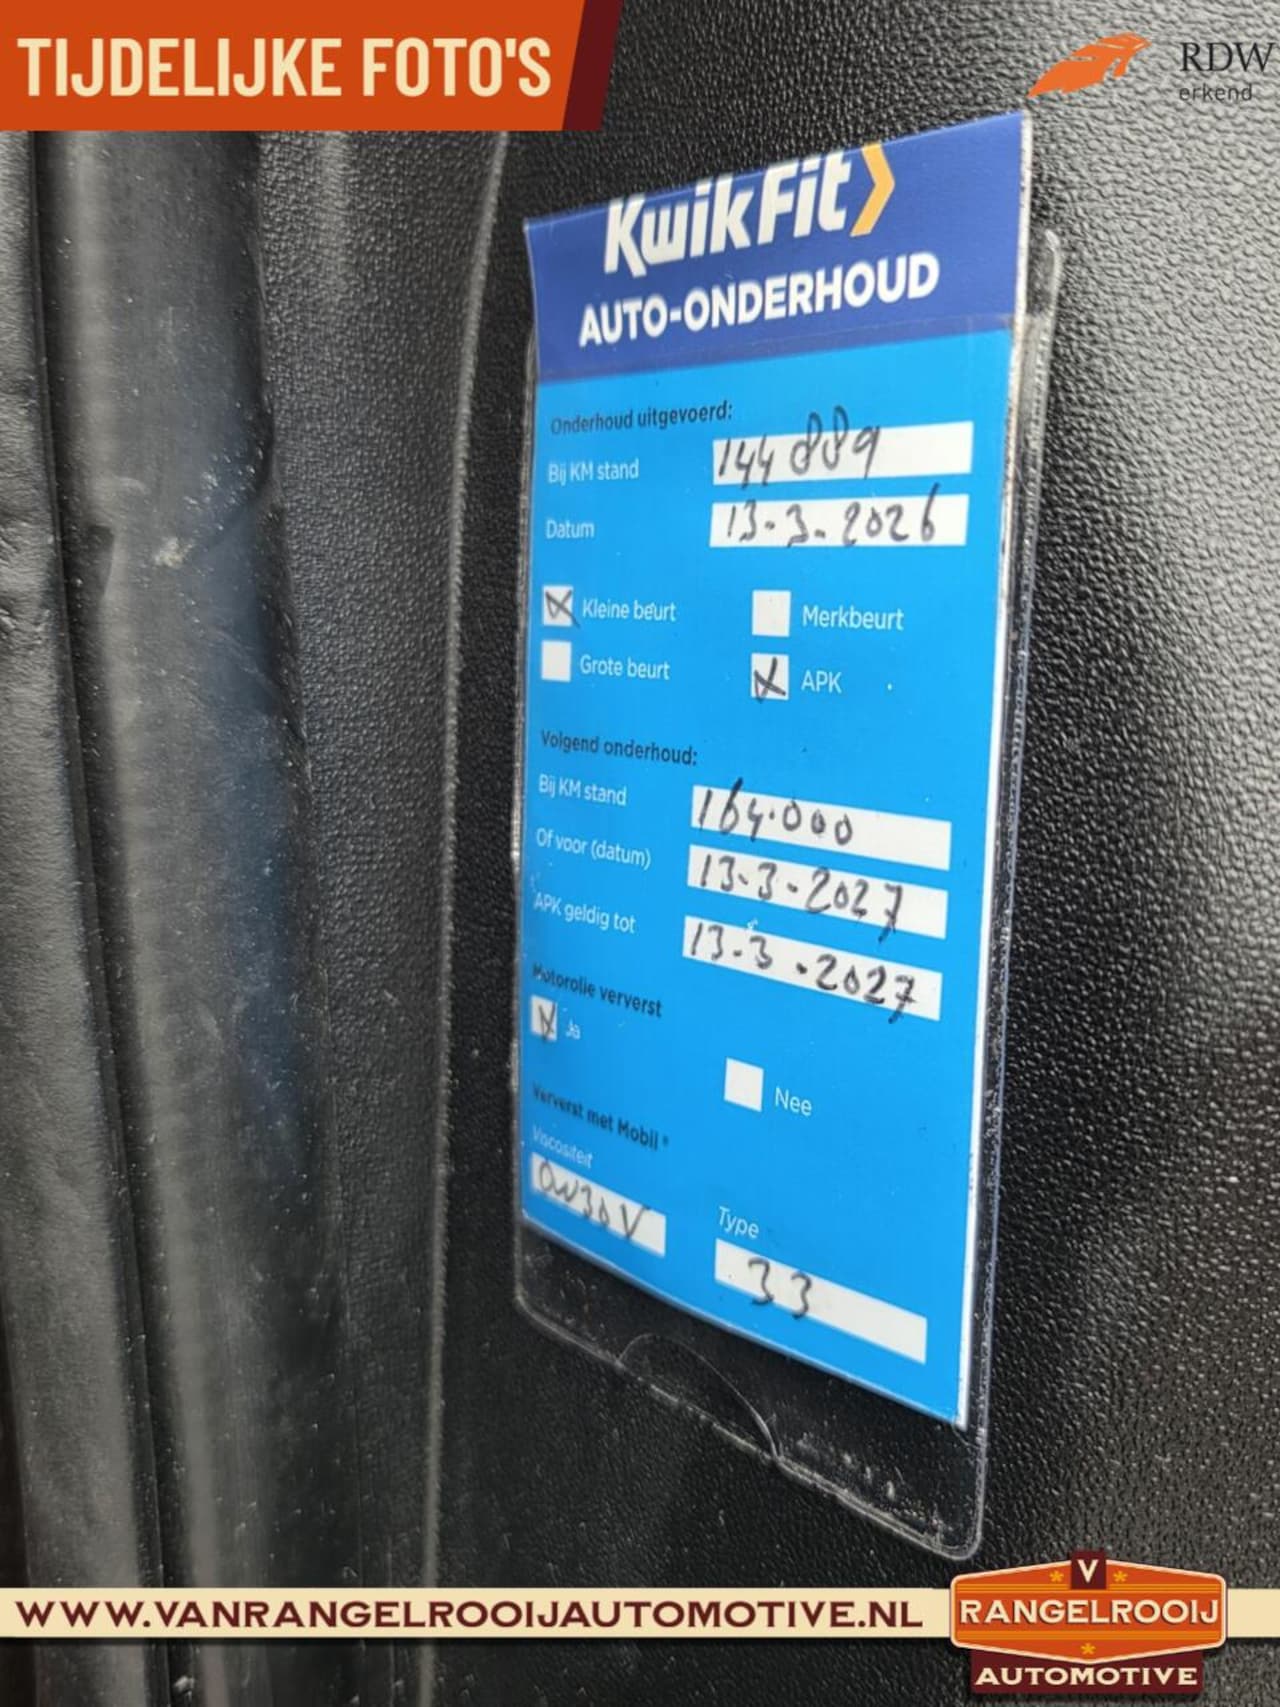 TIJDELIJKE FOTO'S
RDW
erkend
KwikFit
AUTO-ONDERHOUD
Onderhoud uitgevoerd:
Bij KM stand 144889
Datum 13-3-2026
Kleine beurt Merkbeurt
Grote beurt APK
Volgend onderhoud:
Bij KM stand 164.000
Of voor (datum) 13-3-2027
APK geldig tot 13-3-2027
Motorolie ververst
Ja Nee
Ververst met Mobil®
Viscositeit Type
0W30V 33
WWW.VANRANGELROOIJAUTOMOTIVE.NL
V
RANGELROOIJ
AUTOMOTIVE